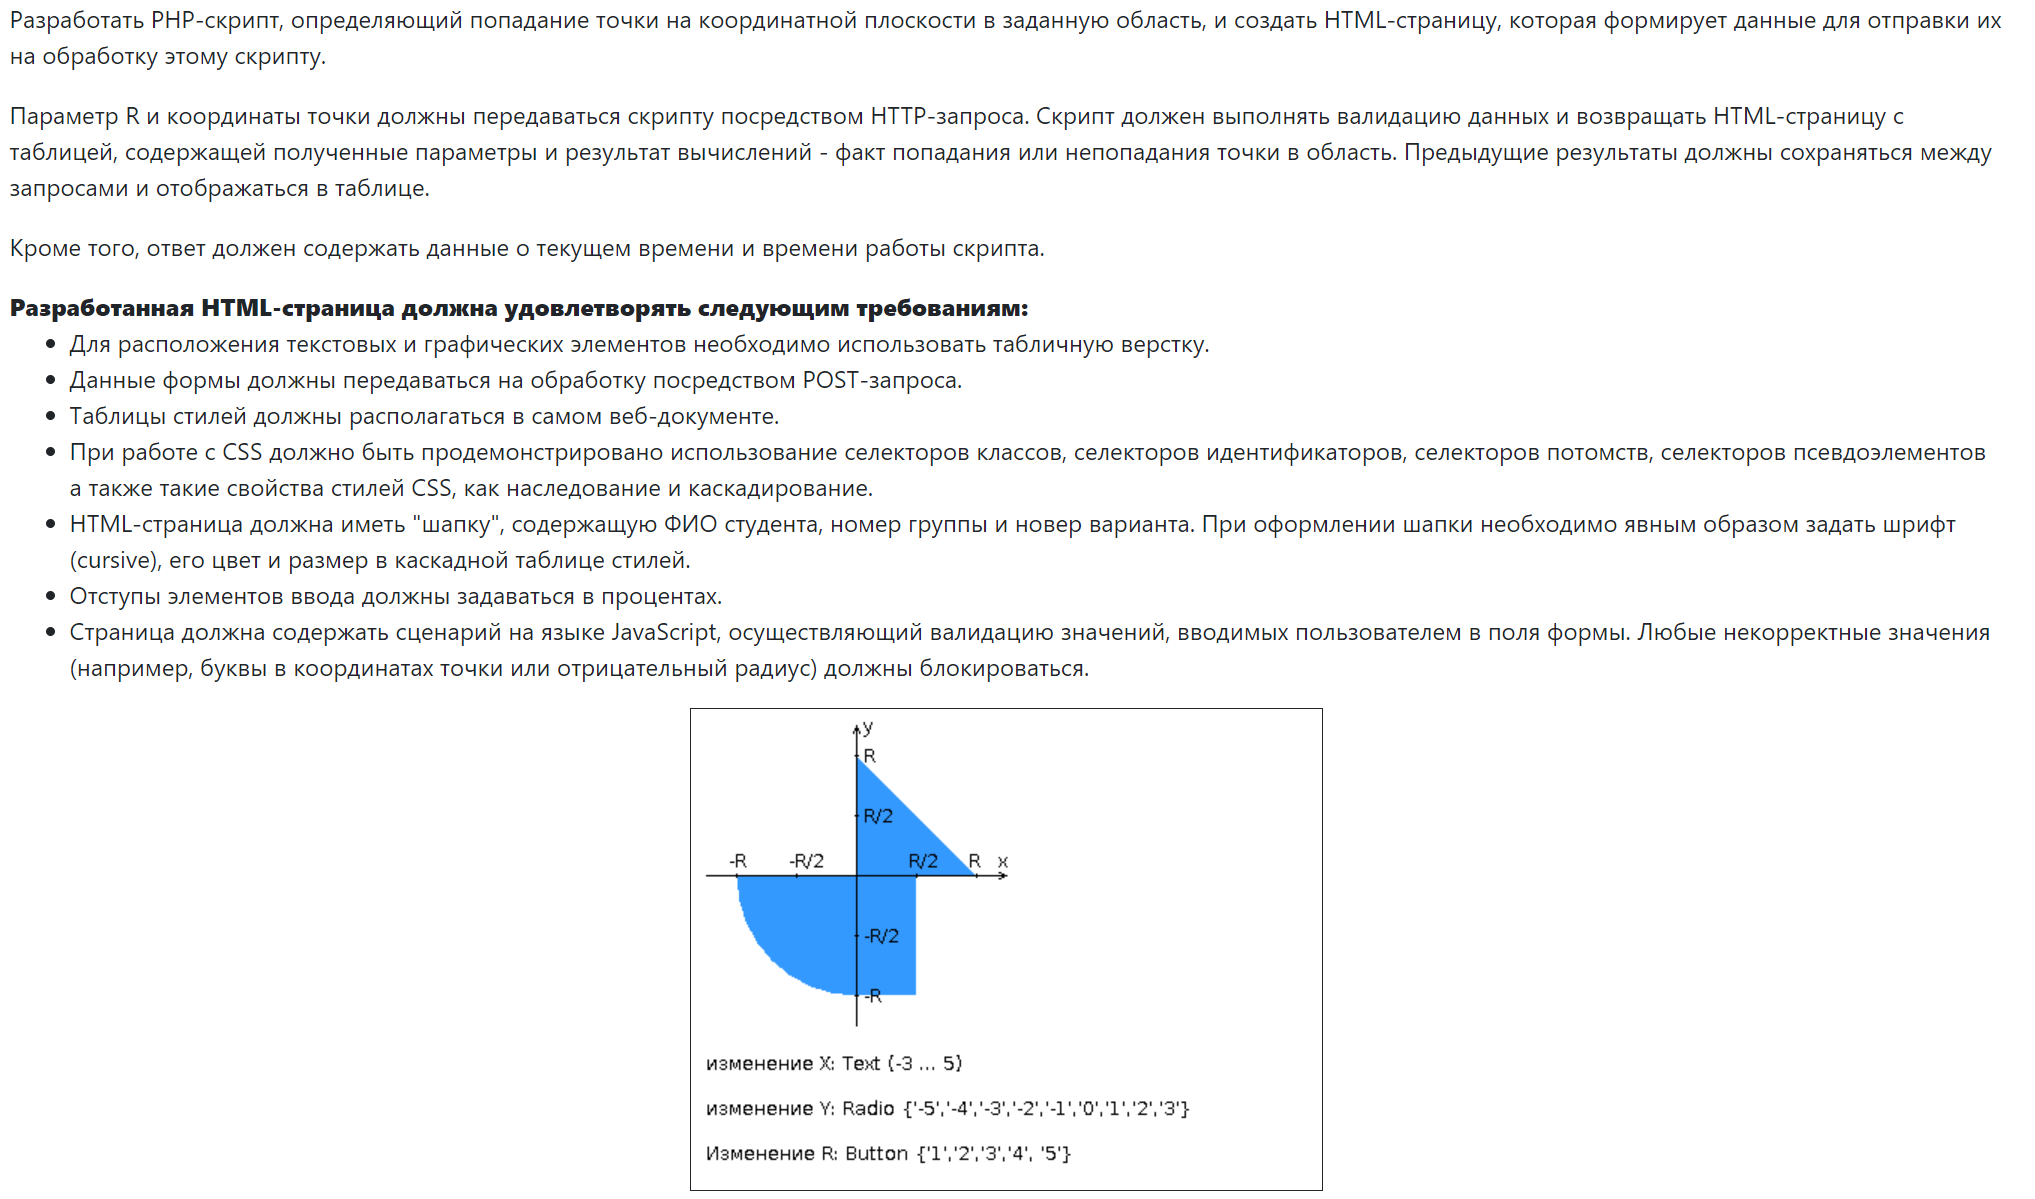 Разработать PHP-скрипт, определяющий попадание точки на координатной плоскости в заданную область, и создать HTML-страницу, которая формирует данные для отправки их
на обработку этому скрипту.
Параметр R и координаты точки должны передаваться скрипту посредством HTTP-запроса. Скрипт должен выполнять валидацию данных и возвращать HTML-страницу с
таблицей, содержащей полученные параметры и результат вычислений - факт попадания или непопадания точки в область. Предыдущие результаты должны сохраняться между
запросами и отображаться в таблице.
Кроме того, ответ должен содержать данные о текущем времени и времени работы скрипта.
Разработанная HTML-страница должна удовлетворять следующим требованиям:
• Для расположения текстовых и графических элементов необходимо использовать табличную верстку.
• Данные формы должны передаваться на обработку посредством POST-запроса.
• Таблицы стилей должны располагаться в самом веб-документе.
• При работе с CSS должно быть продемонстрировано использование селекторов классов, селекторов идентификаторов, селекторов потомств, селекторов псевдоэлементов
а также такие свойства стилей CSS, как наследование и каскадирование.
• HTML-страница должна иметь "шапку", содержащую ФИО студента, номер группы и новер варианта. При оформлении шапки необходимо явным образом задать шрифт
(cursive), его цвет и размер в каскадной таблице стилей.
• Отступы элементов ввода должны задаваться в процентах.
• Страница должна содержать сценарий на языке JavaScript, осуществляющий валидацию значений, вводимых пользователем в поля формы. Любые некорректные значения
(например, буквы в координатах точки или отрицательный радиус) должны блокироваться.
y
R
R/2
-R -R/2 R/2 R x
-R/2
-R
изменение X: Text (-3 ... 5)
изменение Y: Radio {'-5','-4','-3','-2','-1','0','1','2','3'}
Изменение R: Button {'1','2','3','4', '5'}